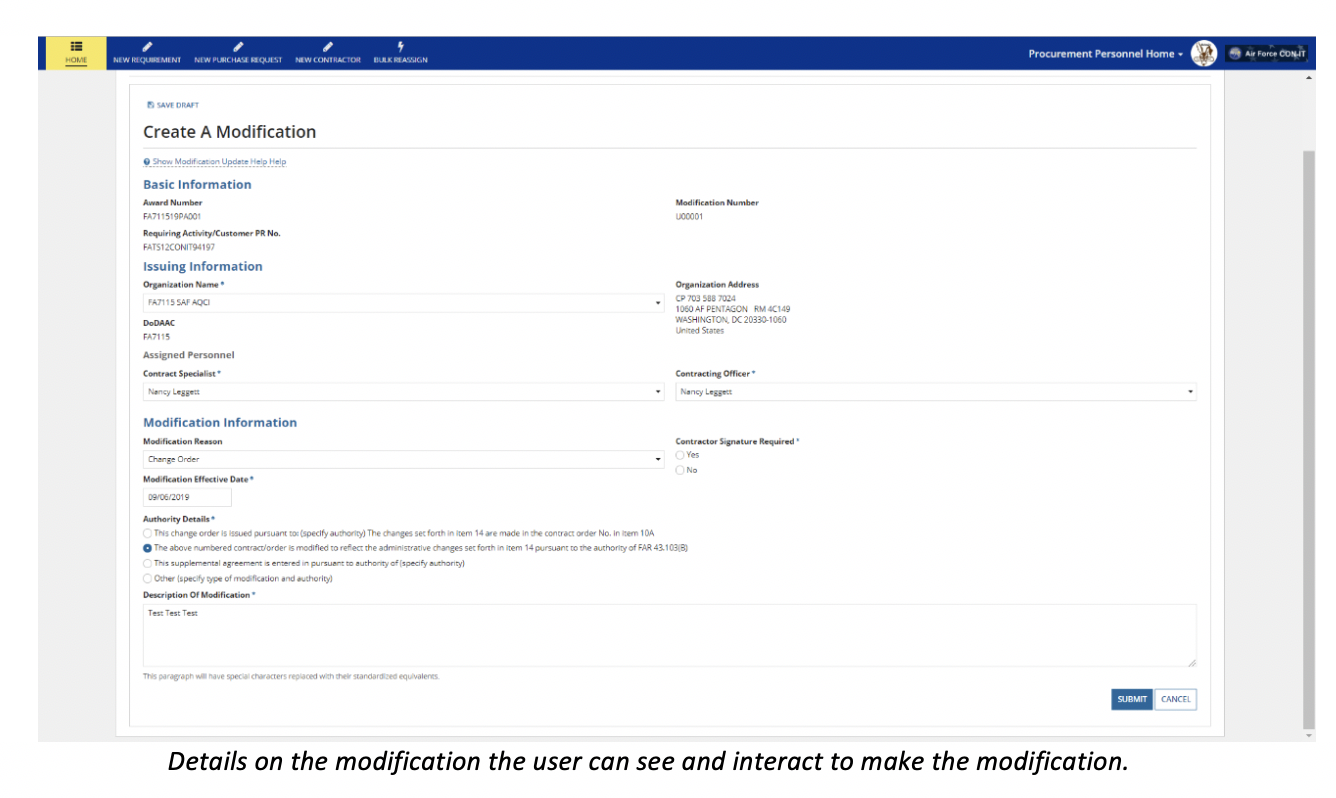 HOME
NEW REQUIREMENT
NEW PURCHASE REQUEST
NEW CONTRACTOR
BULK REASSIGN
Procurement Personnel Home
Air Force CON-IT
SAVE DRAFT
Create A Modification
Show Modification Update Help Help
Basic Information
Award Number
FA711519PA001
Modification Number
U00001
Requiring Activity/Customer PR No.
FATS12CONIT94197
Issuing Information
Organization Name *
FA7115 SAF AQCI
Organization Address
CP 703 588 7024
1060 AF PENTAGON RM 4C149
WASHINGTON, DC 20330-1060
United States
DoDAAC
FA7115
Assigned Personnel
Contract Specialist *
Nancy Leggett
Contracting Officer *
Nancy Leggett
Modification Information
Modification Reason
Change Order
Contractor Signature Required *
Yes
No
Modification Effective Date *
09/06/2019
Authority Details *
This change order is issued pursuant to: (specify authority) The changes set forth in item 14 are made in the contract order No. in item 10A
The above numbered contract/order is modified to reflect the administrative changes set forth in item 14 pursuant to the authority of FAR 43.103(B)
This supplemental agreement is entered in pursuant to authority of (specify authority)
Other (specify type of modification and authority)
Description Of Modification *
Test Test Test
This paragraph will have special characters replaced with their standardized equivalents.
SUBMIT
CANCEL
Details on the modification the user can see and interact to make the modification.